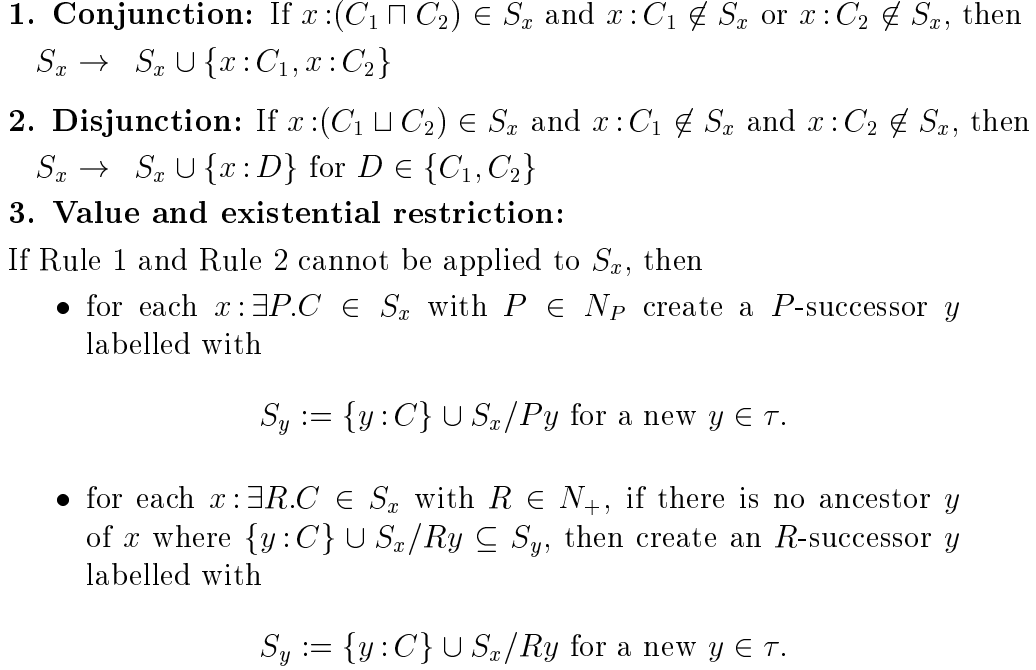 1. Conjunction: If x:(C₁ ⊓ C₂) ∈ Sₓ and x:C₁ ∉ Sₓ or x:C₂ ∉ Sₓ, then
Sₓ → Sₓ ∪ {x:C₁, x:C₂}
2. Disjunction: If x:(C₁ ⊔ C₂) ∈ Sₓ and x:C₁ ∉ Sₓ and x:C₂ ∉ Sₓ, then
Sₓ → Sₓ ∪ {x:D} for D ∈ {C₁, C₂}
3. Value and existential restriction:
If Rule 1 and Rule 2 cannot be applied to Sₓ, then
• for each x:∃P.C ∈ Sₓ with P ∈ N_P create a P-successor y
labelled with
S_y := {y:C} ∪ Sₓ/Py for a new y ∈ τ.
• for each x:∃R.C ∈ Sₓ with R ∈ N₊, if there is no ancestor y
of x where {y:C} ∪ Sₓ/Ry ⊆ S_y, then create an R-successor y
labelled with
S_y := {y:C} ∪ Sₓ/Ry for a new y ∈ τ.